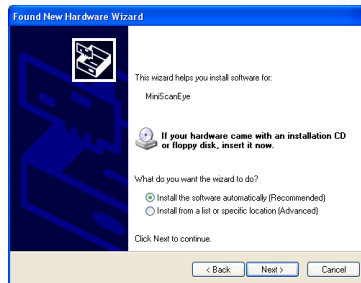 Found New Hardware Wizard
This wizard helps you install software for:
MiniScanEye
If your hardware came with an installation CD
or floppy disk, insert it now.
What do you want the wizard to do?
Install the software automatically (Recommended)
Install from a list or specific location (Advanced)
Click Next to continue.
< Back
Next >
Cancel